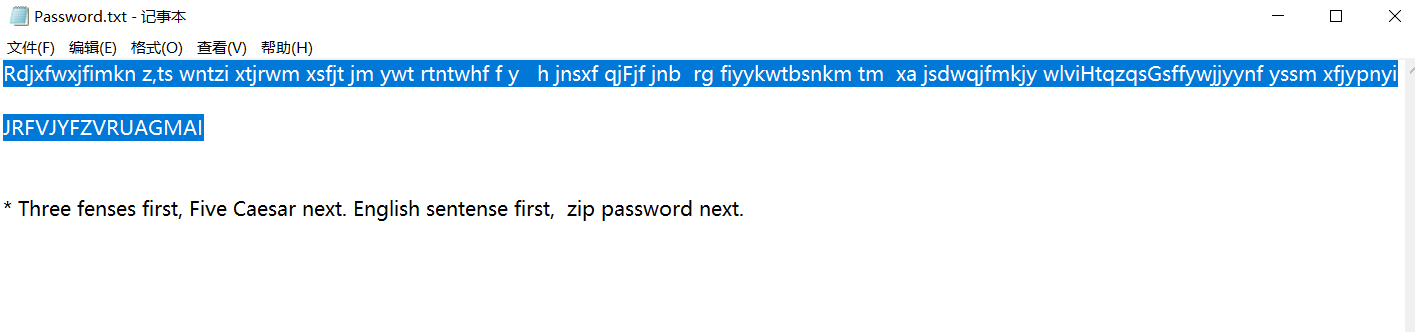 Password.txt - 记事本
文件(F) 编辑(E) 格式(O) 查看(V) 帮助(H)
Rdjxfwxjfimkn z,ts wntzi xtjrwm xsfjt jm ywt rtntwhf f y   h jnsxf qjFjf jnb  rg fiyykwtbsnkm tm  xa jsdwqjfmkjy wlviHtqzqsGsffywjjyynf yssm xfjypnyi
JRFVJYFZVRUAGMAI
* Three fenses first, Five Caesar next. English sentense first,  zip password next.